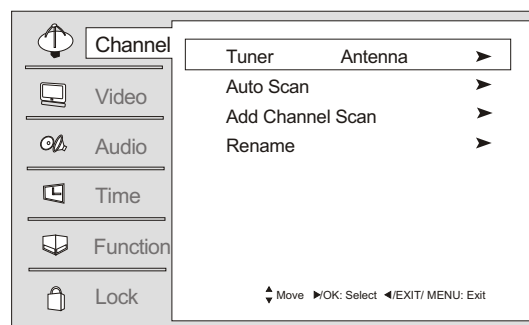 Channel
Video
Audio
Time
Function
Lock
Tuner Antenna
Auto Scan
Add Channel Scan
Rename
Move /OK: Select /EXIT/ MENU: Exit